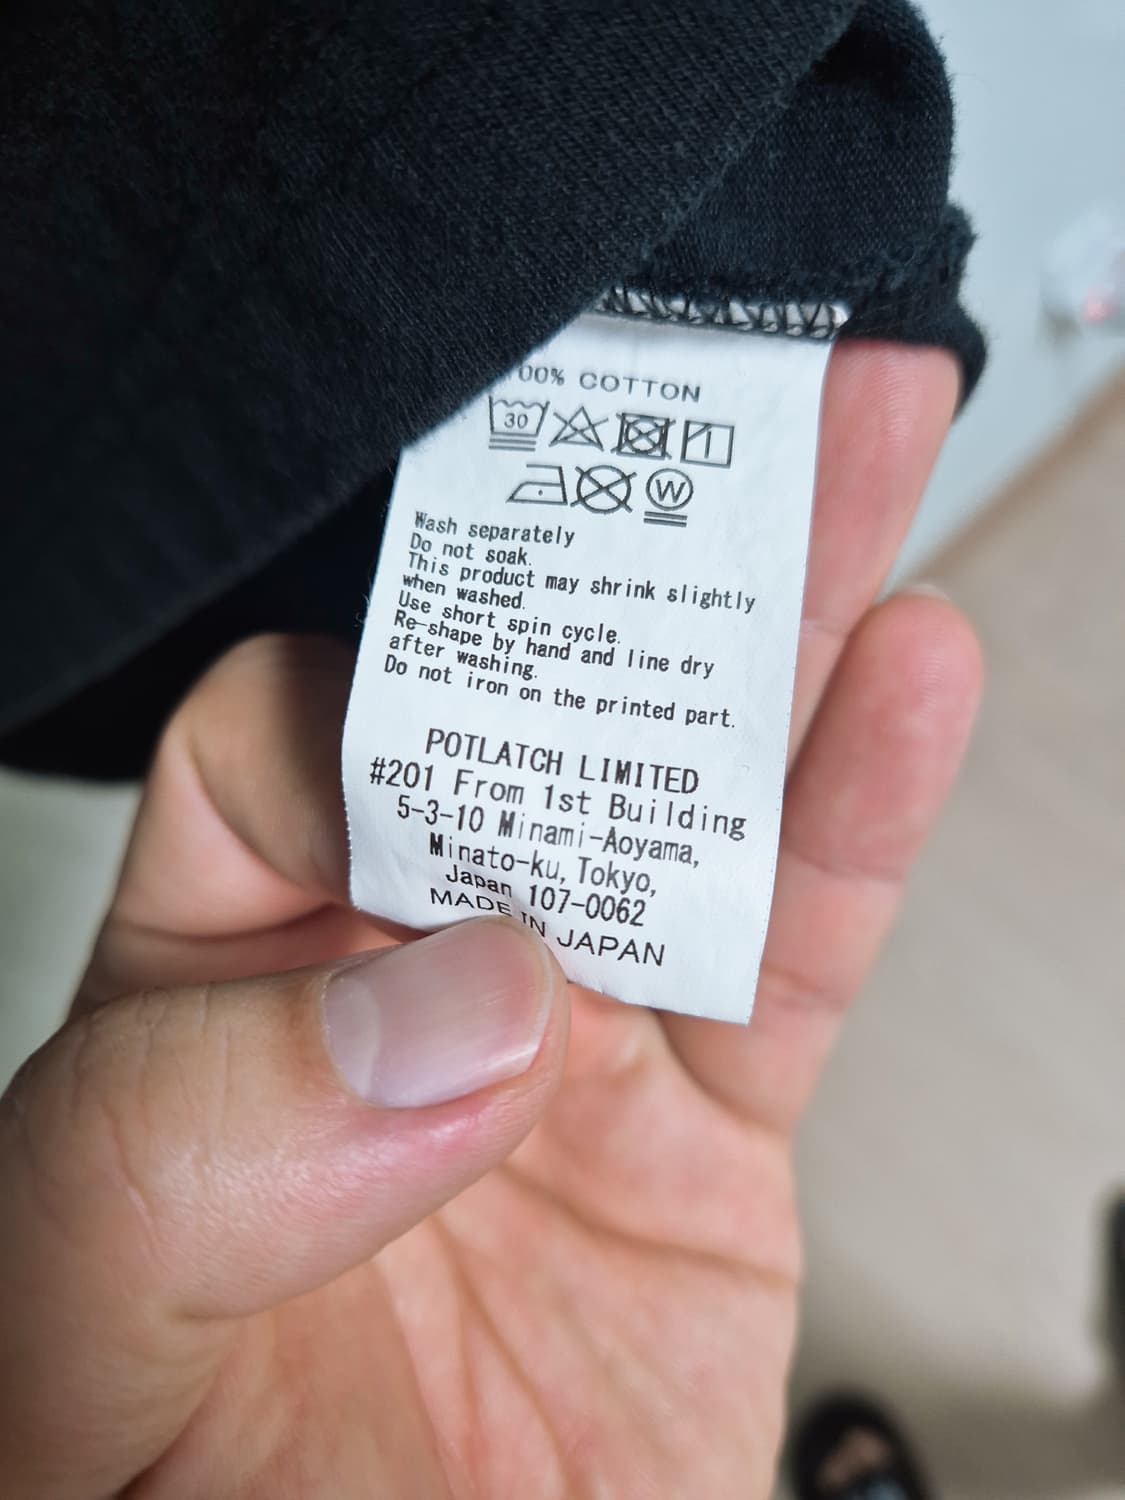 00% COTTON
30
W
Wash separately
Do not soak.
This product may shrink slightly
when washed.
Use short spin cycle.
Re-shape by hand and line dry
after washing.
Do not iron on the printed part.
POTLATCH LIMITED
#201 From 1st Building
5-3-10 Minami-Aoyama,
Minato-ku, Tokyo,
Japan 107-0062
MADE IN JAPAN